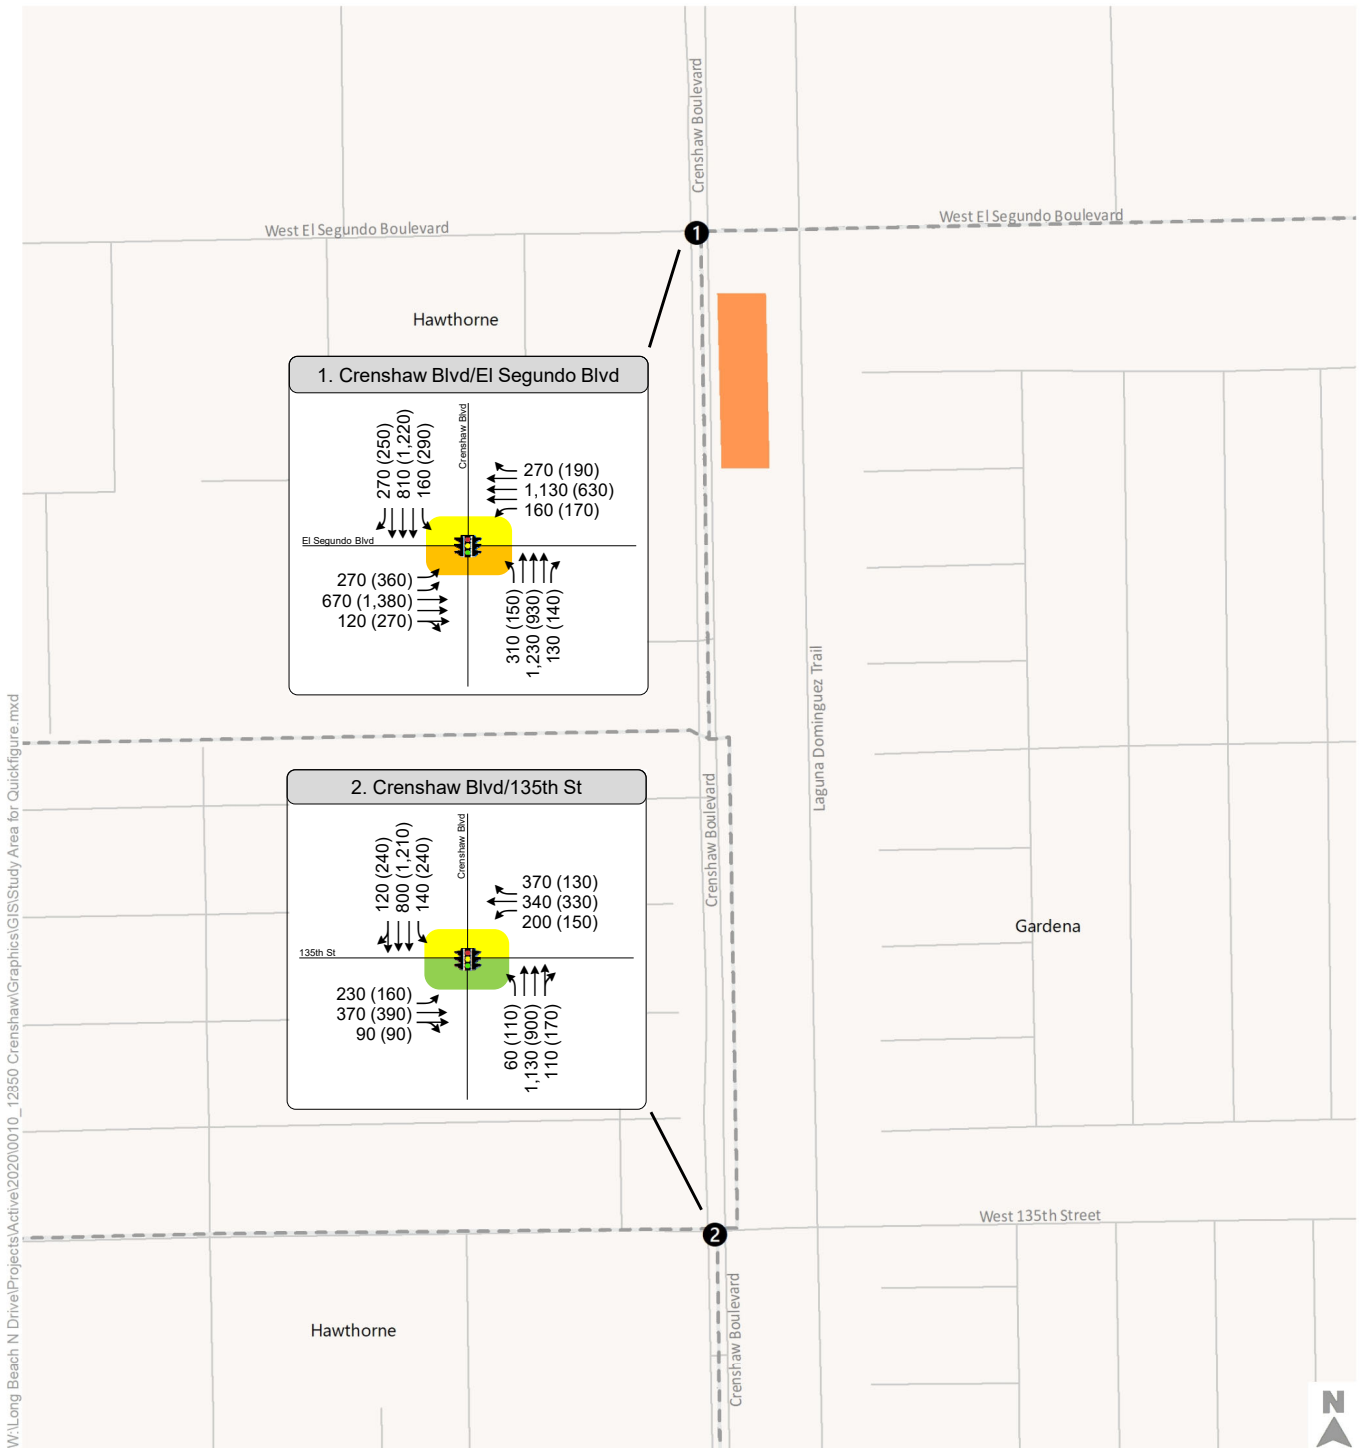 Crenshaw Boulevard
West El Segundo Boulevard
West El Segundo Boulevard
1
Hawthorne
1. Crenshaw Blvd/El Segundo Blvd
Crenshaw Blvd
270 (250)
810 (1,220)
160 (290)
270 (190)
1,130 (630)
160 (170)
El Segundo Blvd
270 (360)
670 (1,380)
120 (270)
310 (150)
1,230 (930)
130 (140)
Laguna Dominguez Trail
2. Crenshaw Blvd/135th St
Crenshaw Blvd
120 (240)
800 (1,210)
140 (240)
370 (130)
340 (330)
200 (150)
135th St
230 (160)
370 (390)
90 (90)
60 (110)
1,130 (900)
110 (170)
Crenshaw Boulevard
Gardena
West 135th Street
2
Hawthorne
Crenshaw Boulevard
N
W:\Long Beach N Drive\Projects\Active\2020\0010_12850 Crenshaw\Graphics\GIS\Study Area for Quickfigure.mxd